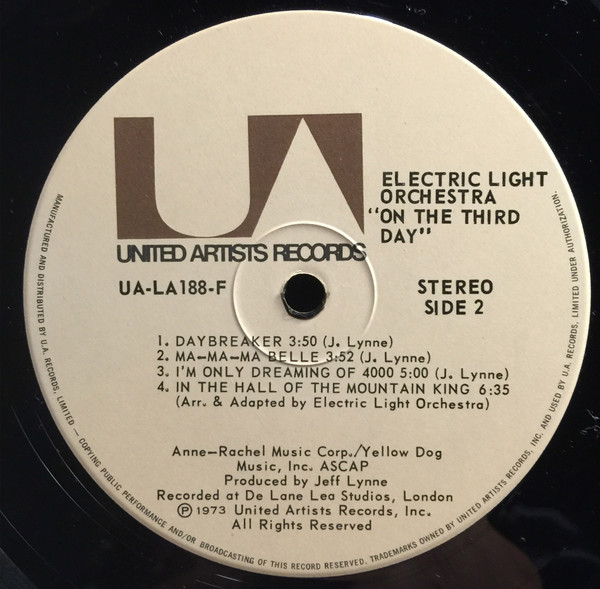 UA
ELECTRIC LIGHT
ORCHESTRA
"ON THE THIRD
DAY"
UNITED ARTISTS RECORDS
UA-LA188-F
STEREO
SIDE 2
1. DAYBREAKER 3:50 (J. Lynne)
2. MA-MA-MA BELLE 3:52 (J. Lynne)
3. I'M ONLY DREAMING OF 4000 5:00 (J. Lynne)
4. IN THE HALL OF THE MOUNTAIN KING 6:35
(Arr. & Adapted by Electric Light Orchestra)
Anne-Rachel Music Corp./Yellow Dog
Music, Inc. ASCAP
Produced by Jeff Lynne
Recorded at De Lane Lea Studios, London
℗ 1973 United Artists Records, Inc.
All Rights Reserved
MANUFACTURED AND DISTRIBUTED BY U.A. RECORDS, LIMITED — COPYING PUBLIC PERFORMANCE AND/OR BROADCASTING OF THIS RECORD RESERVED. TRADEMARKS OWNED BY UNITED ARTISTS RECORDS, INC. AND USED BY U.A. RECORDS, LIMITED UNDER AUTHORIZATION.